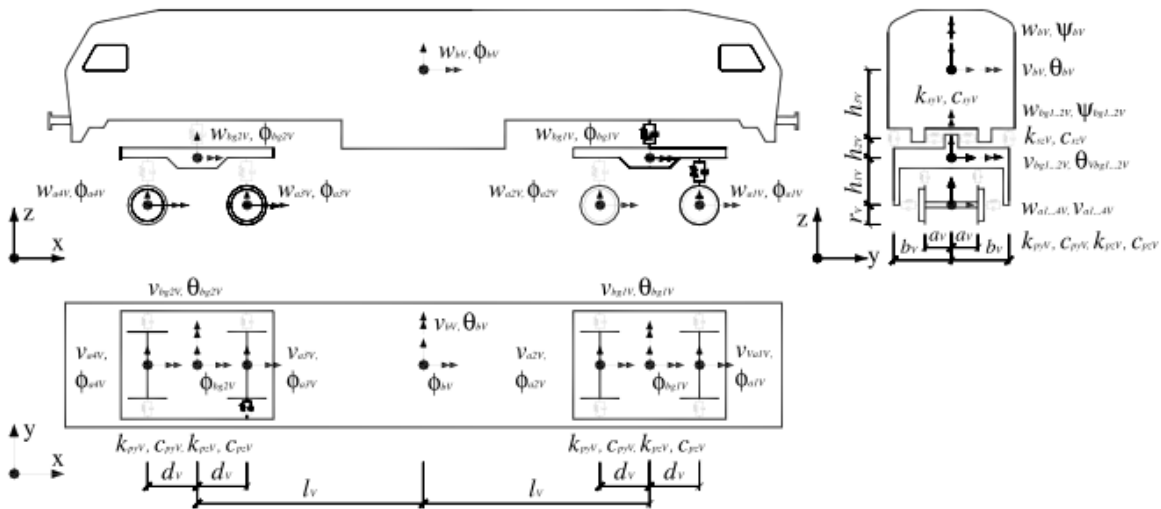 w_bV, ϕ_bV
w_bg2V, ϕ_bg2V
w_bg1V, ϕ_bg1V
w_a4V, ϕ_a4V
w_a3V, ϕ_a3V
w_a2V, ϕ_a2V
w_a1V, ϕ_a1V
z
x
w_bV, ψ_bV
v_bV, θ_bV
k_syV, c_syV
w_bg1...2V, ψ_bg1...2V
k_szV, c_szV
v_bg1...2V, θ_Vbg1...2V
w_a1...4V, v_a1...4V
k_pyV, c_pyV, k_pzV, c_pzV
h_3V
h_2V
h_1V
r_V
z
y
b_V a_V a_V b_V
v_bg2V, θ_bg2V
v_bg1V, θ_bg1V
v_bV, θ_bV
v_a4V,
ϕ_a4V
ϕ_bg2V
v_a3V,
ϕ_a3V
ϕ_bV
v_a2V,
ϕ_a2V
ϕ_bg1V
v_Va1V,
ϕ_a1V
y
x
k_pyV, c_pyV, k_pzV, c_pzV
k_pyV, c_pyV, k_pzV, c_pzV
d_V d_V
d_V d_V
l_V
l_V